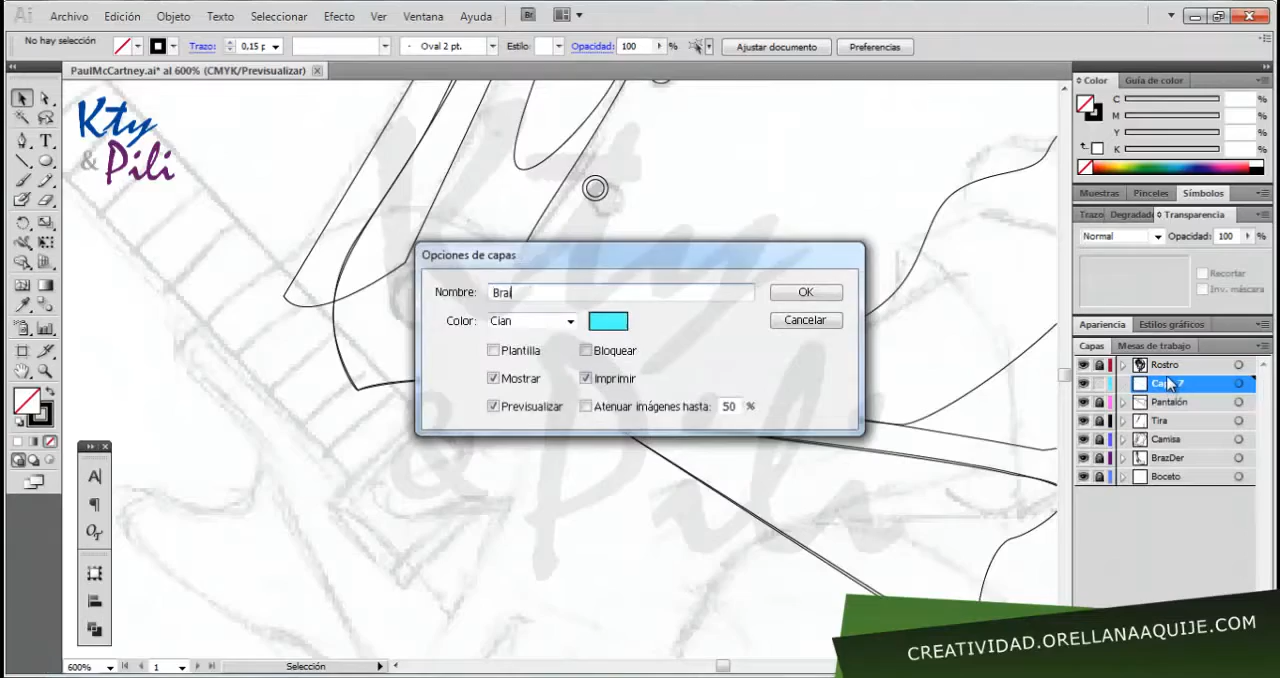 Ai Archivo Edición Objeto Texto Seleccionar Efecto Ver Ventana Ayuda Br
No hay selección Trazo: 0,15 p Oval 2 pt. Estilo: Opacidad: 100 % Ajustar documento Preferencias
PaulMcCartney.ai* al 600% (CMYK/Previsualizar)
Kty
& Pili
Color Guía de color
C %
M %
Y %
K %
Muestras Pinceles Símbolos
Trazo Degradado Transparencia
Normal Opacidad: 100 %
Recortar
Inv. máscara
Apariencia Estilos gráficos
Capas Mesas de trabajo
Rostro
Pantalón
Tira
Camisa
BrazDer
Boceto
Opciones de capas
Nombre: Bra OK
Color: Cian Cancelar
Plantilla Bloquear
Mostrar Imprimir
Previsualizar Atenuar imágenes hasta: 50 %
Kty
Pili
600% 1 Selección
CREATIVIDAD.ORELLANAAQUIJE.COM